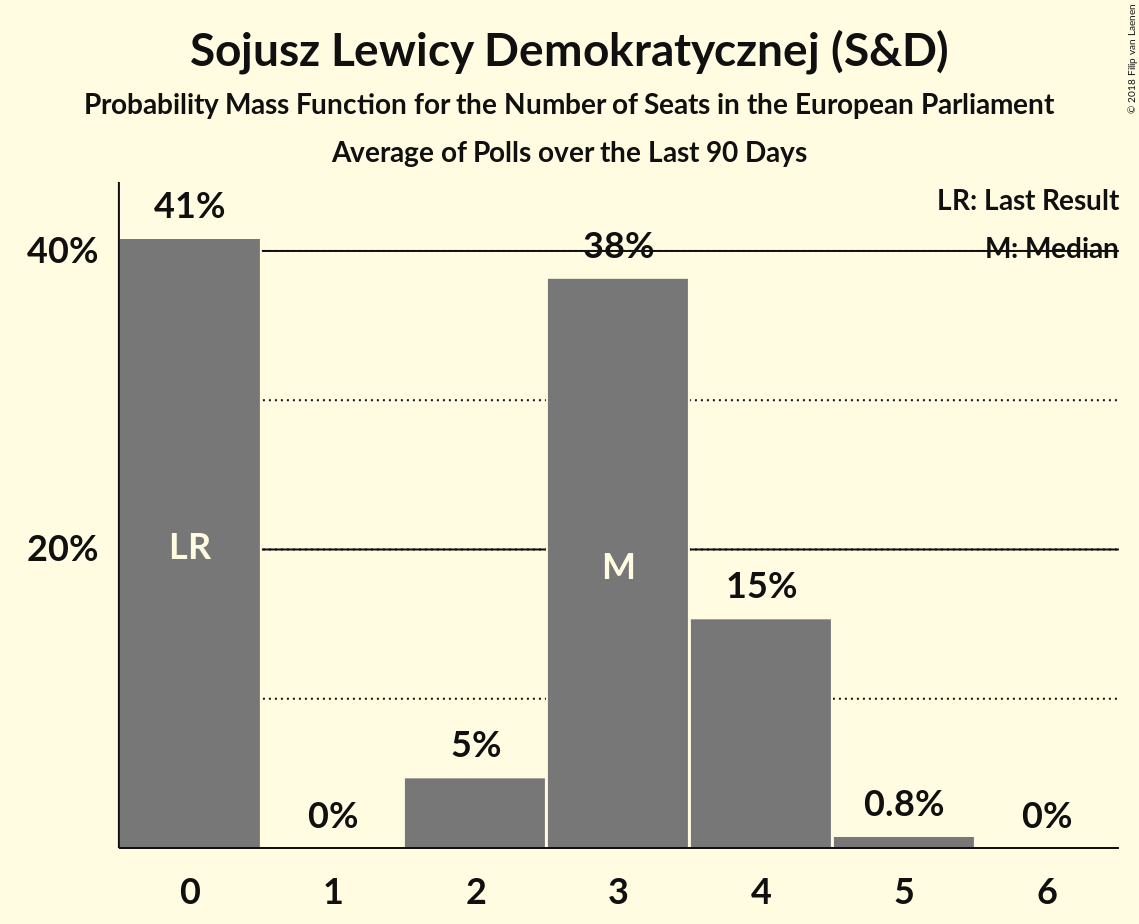 Sojusz Lewicy Demokratycznej (S&D)
Probability Mass Function for the Number of Seats in the European Parliament
Average of Polls over the Last 90 Days
© 2018 Filip van Laenen
LR: Last Result
M: Median
41%
40%
38%
LR
M
20%
15%
5%
0%
0.8%
0%
0 1 2 3 4 5 6